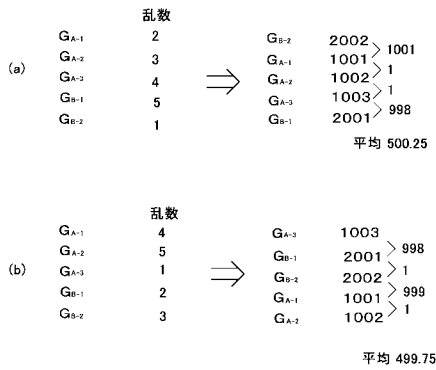 乱数
(a)
GA-1 2
GA-2 3
GA-3 4
GB-1 5
GB-2 1
GB-2 2002
GA-1 1001
GA-2 1002
GA-3 1003
GB-1 2001
1001
1
1
998
平均 500.25
乱数
(b)
GA-1 4
GA-2 5
GA-3 1
GB-1 2
GB-2 3
GA-3 1003
GB-1 2001
GB-2 2002
GA-1 1001
GA-2 1002
998
1
999
1
平均 499.75